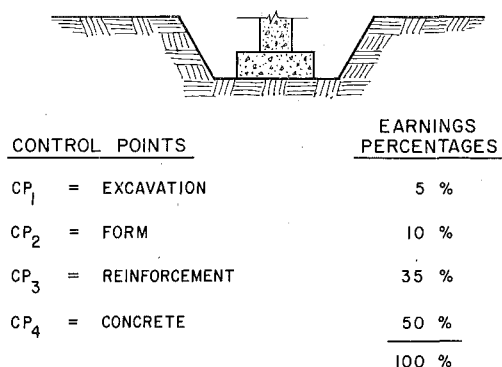 CONTROL POINTS
EARNINGS
PERCENTAGES
CP1 = EXCAVATION 5 %
CP2 = FORM 10 %
CP3 = REINFORCEMENT 35 %
CP4 = CONCRETE 50 %
100 %